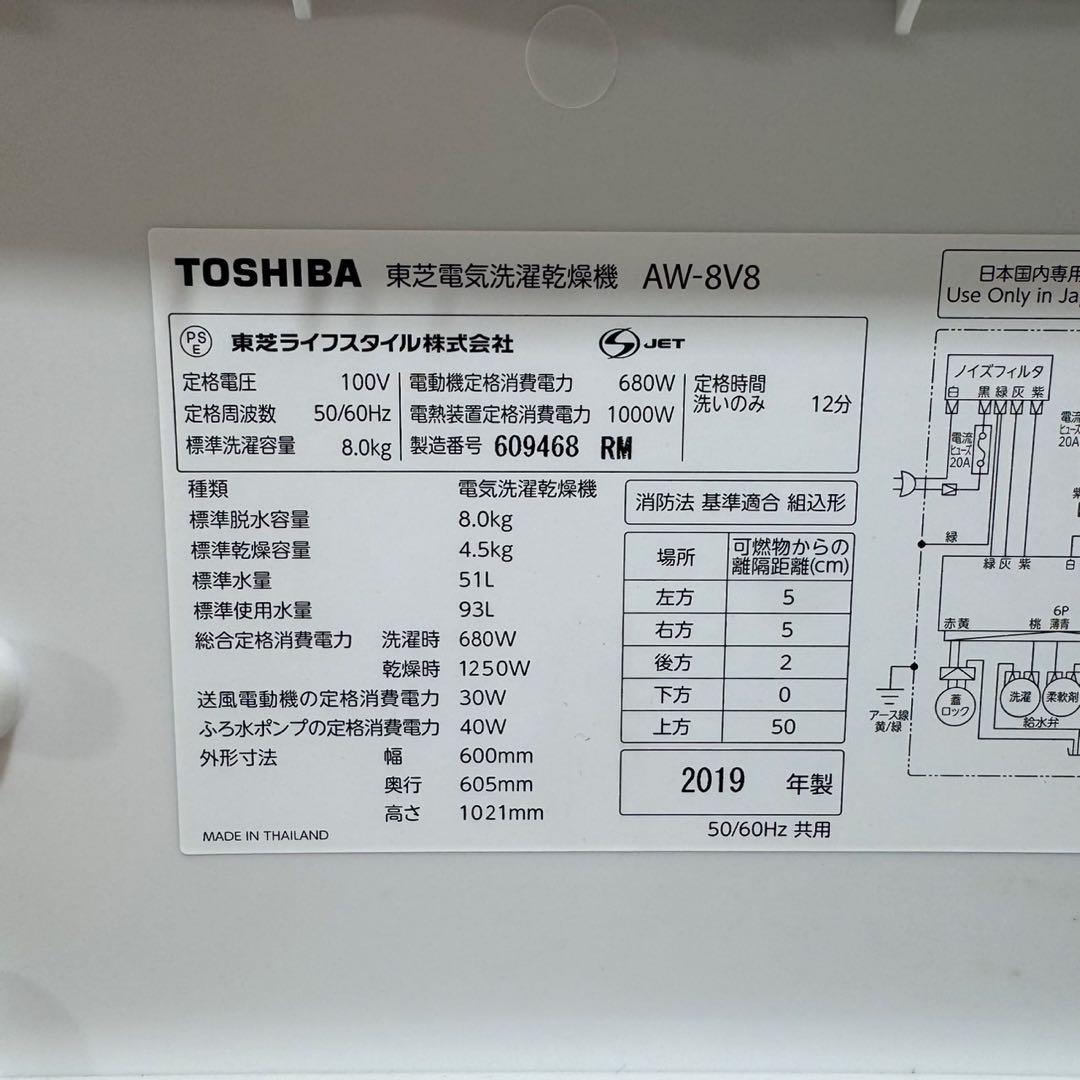 TOSHIBA 東芝電気洗濯乾燥機 AW-8V8
日本国内専用
Use Only in Ja
PS E 東芝ライフスタイル株式会社 S JET
定格電圧 100V
定格周波数 50/60Hz
標準洗濯容量 8.0kg
電動機定格消費電力 680W
電熱装置定格消費電力 1000W
製造番号 609468 RM
定格時間
洗いのみ 12分
種類 電気洗濯乾燥機
標準脱水容量 8.0kg
標準乾燥容量 4.5kg
標準水量 51L
標準使用水量 93L
総合定格消費電力 洗濯時 680W
乾燥時 1250W
送風電動機の定格消費電力 30W
ふろ水ポンプの定格消費電力 40W
外形寸法 幅 600mm
奥行 605mm
高さ 1021mm
MADE IN THAILAND
消防法 基準適合 組込形
場所 可燃物からの
離隔距離(cm)
左方 5
右方 5
後方 2
下方 0
上方 50
2019 年製
50/60Hz 共用
ノイズフィルタ
白 黒 緑 灰 紫
電流
ヒューズ
20A
電流
ヒューズ
20A
緑
緑 灰 紫 白
6P
赤 黄 桃 薄青
蓋
ロック
洗濯
柔軟剤
給水弁
アース線
黄/緑